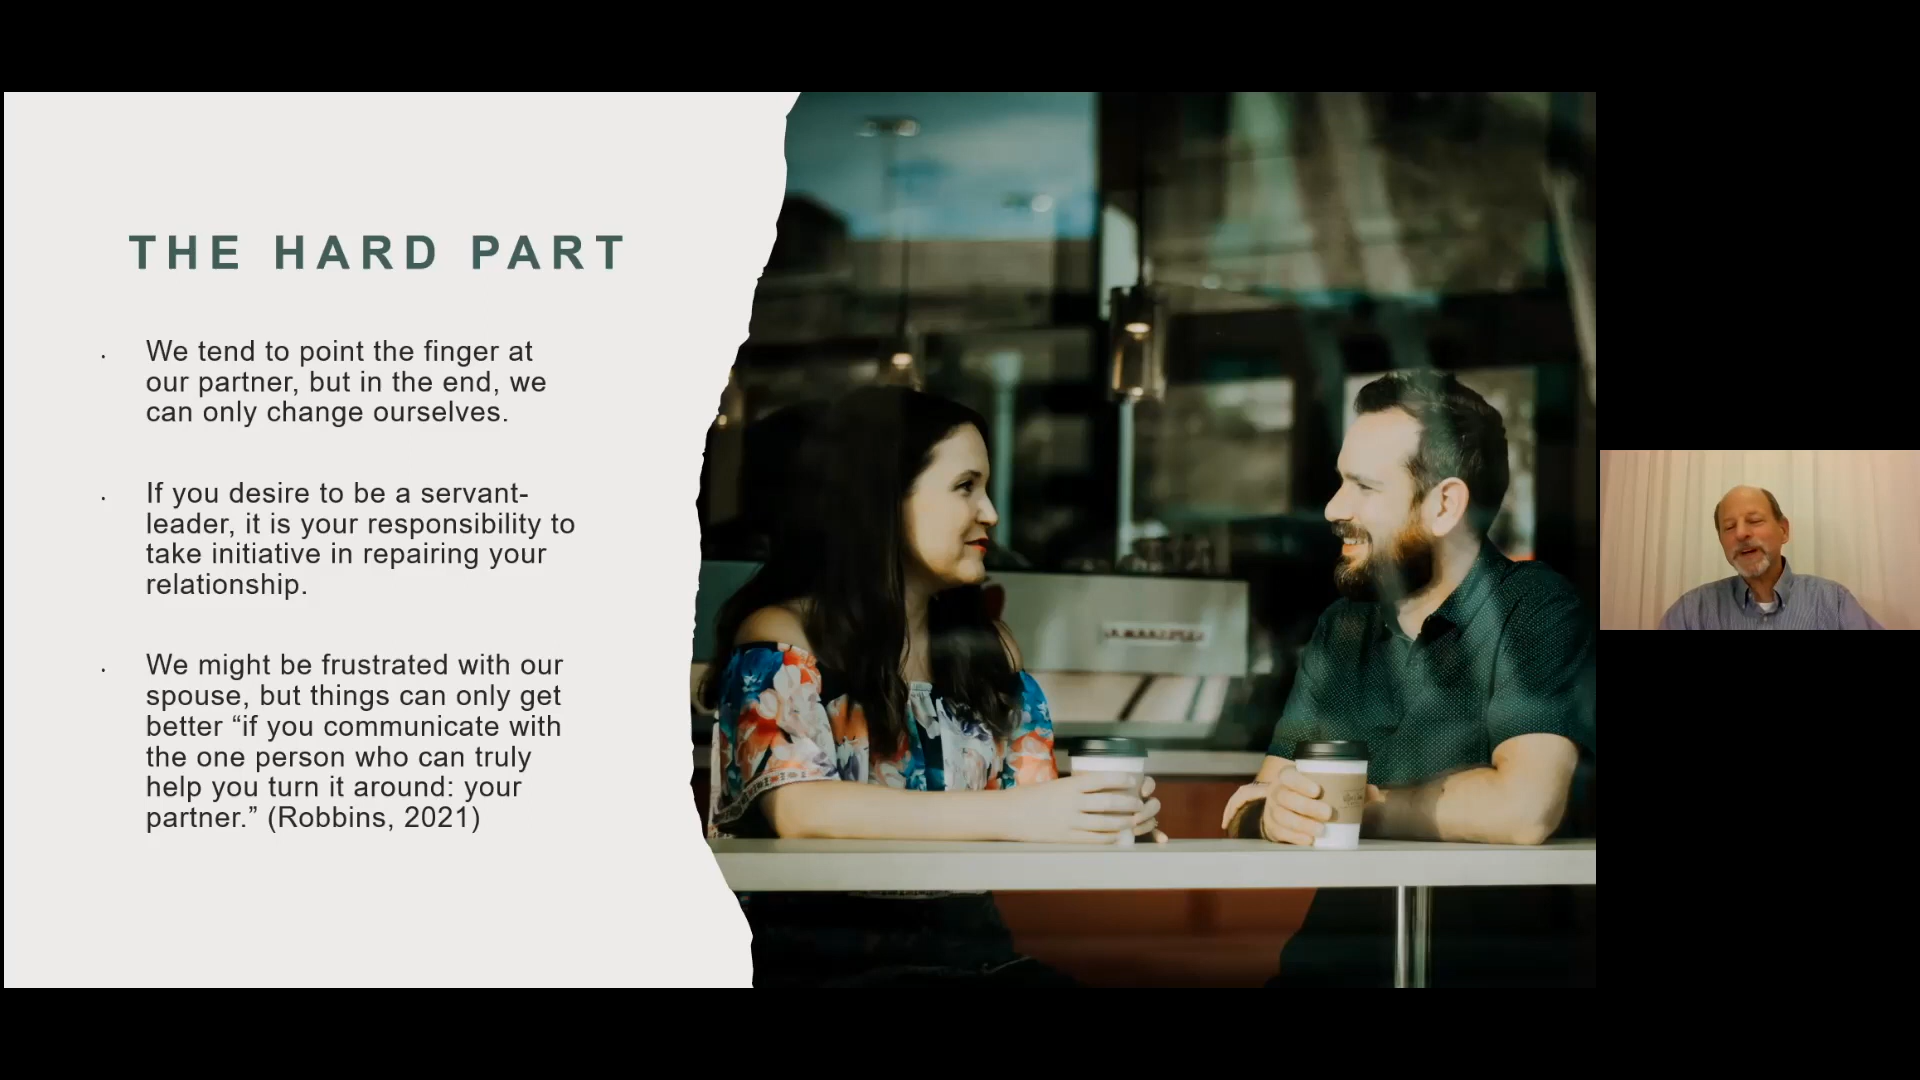 THE HARD PART
· We tend to point the finger at
our partner, but in the end, we
can only change ourselves.
· If you desire to be a servant-
leader, it is your responsibility to
take initiative in repairing your
relationship.
· We might be frustrated with our
spouse, but things can only get
better “if you communicate with
the one person who can truly
help you turn it around: your
partner.” (Robbins, 2021)